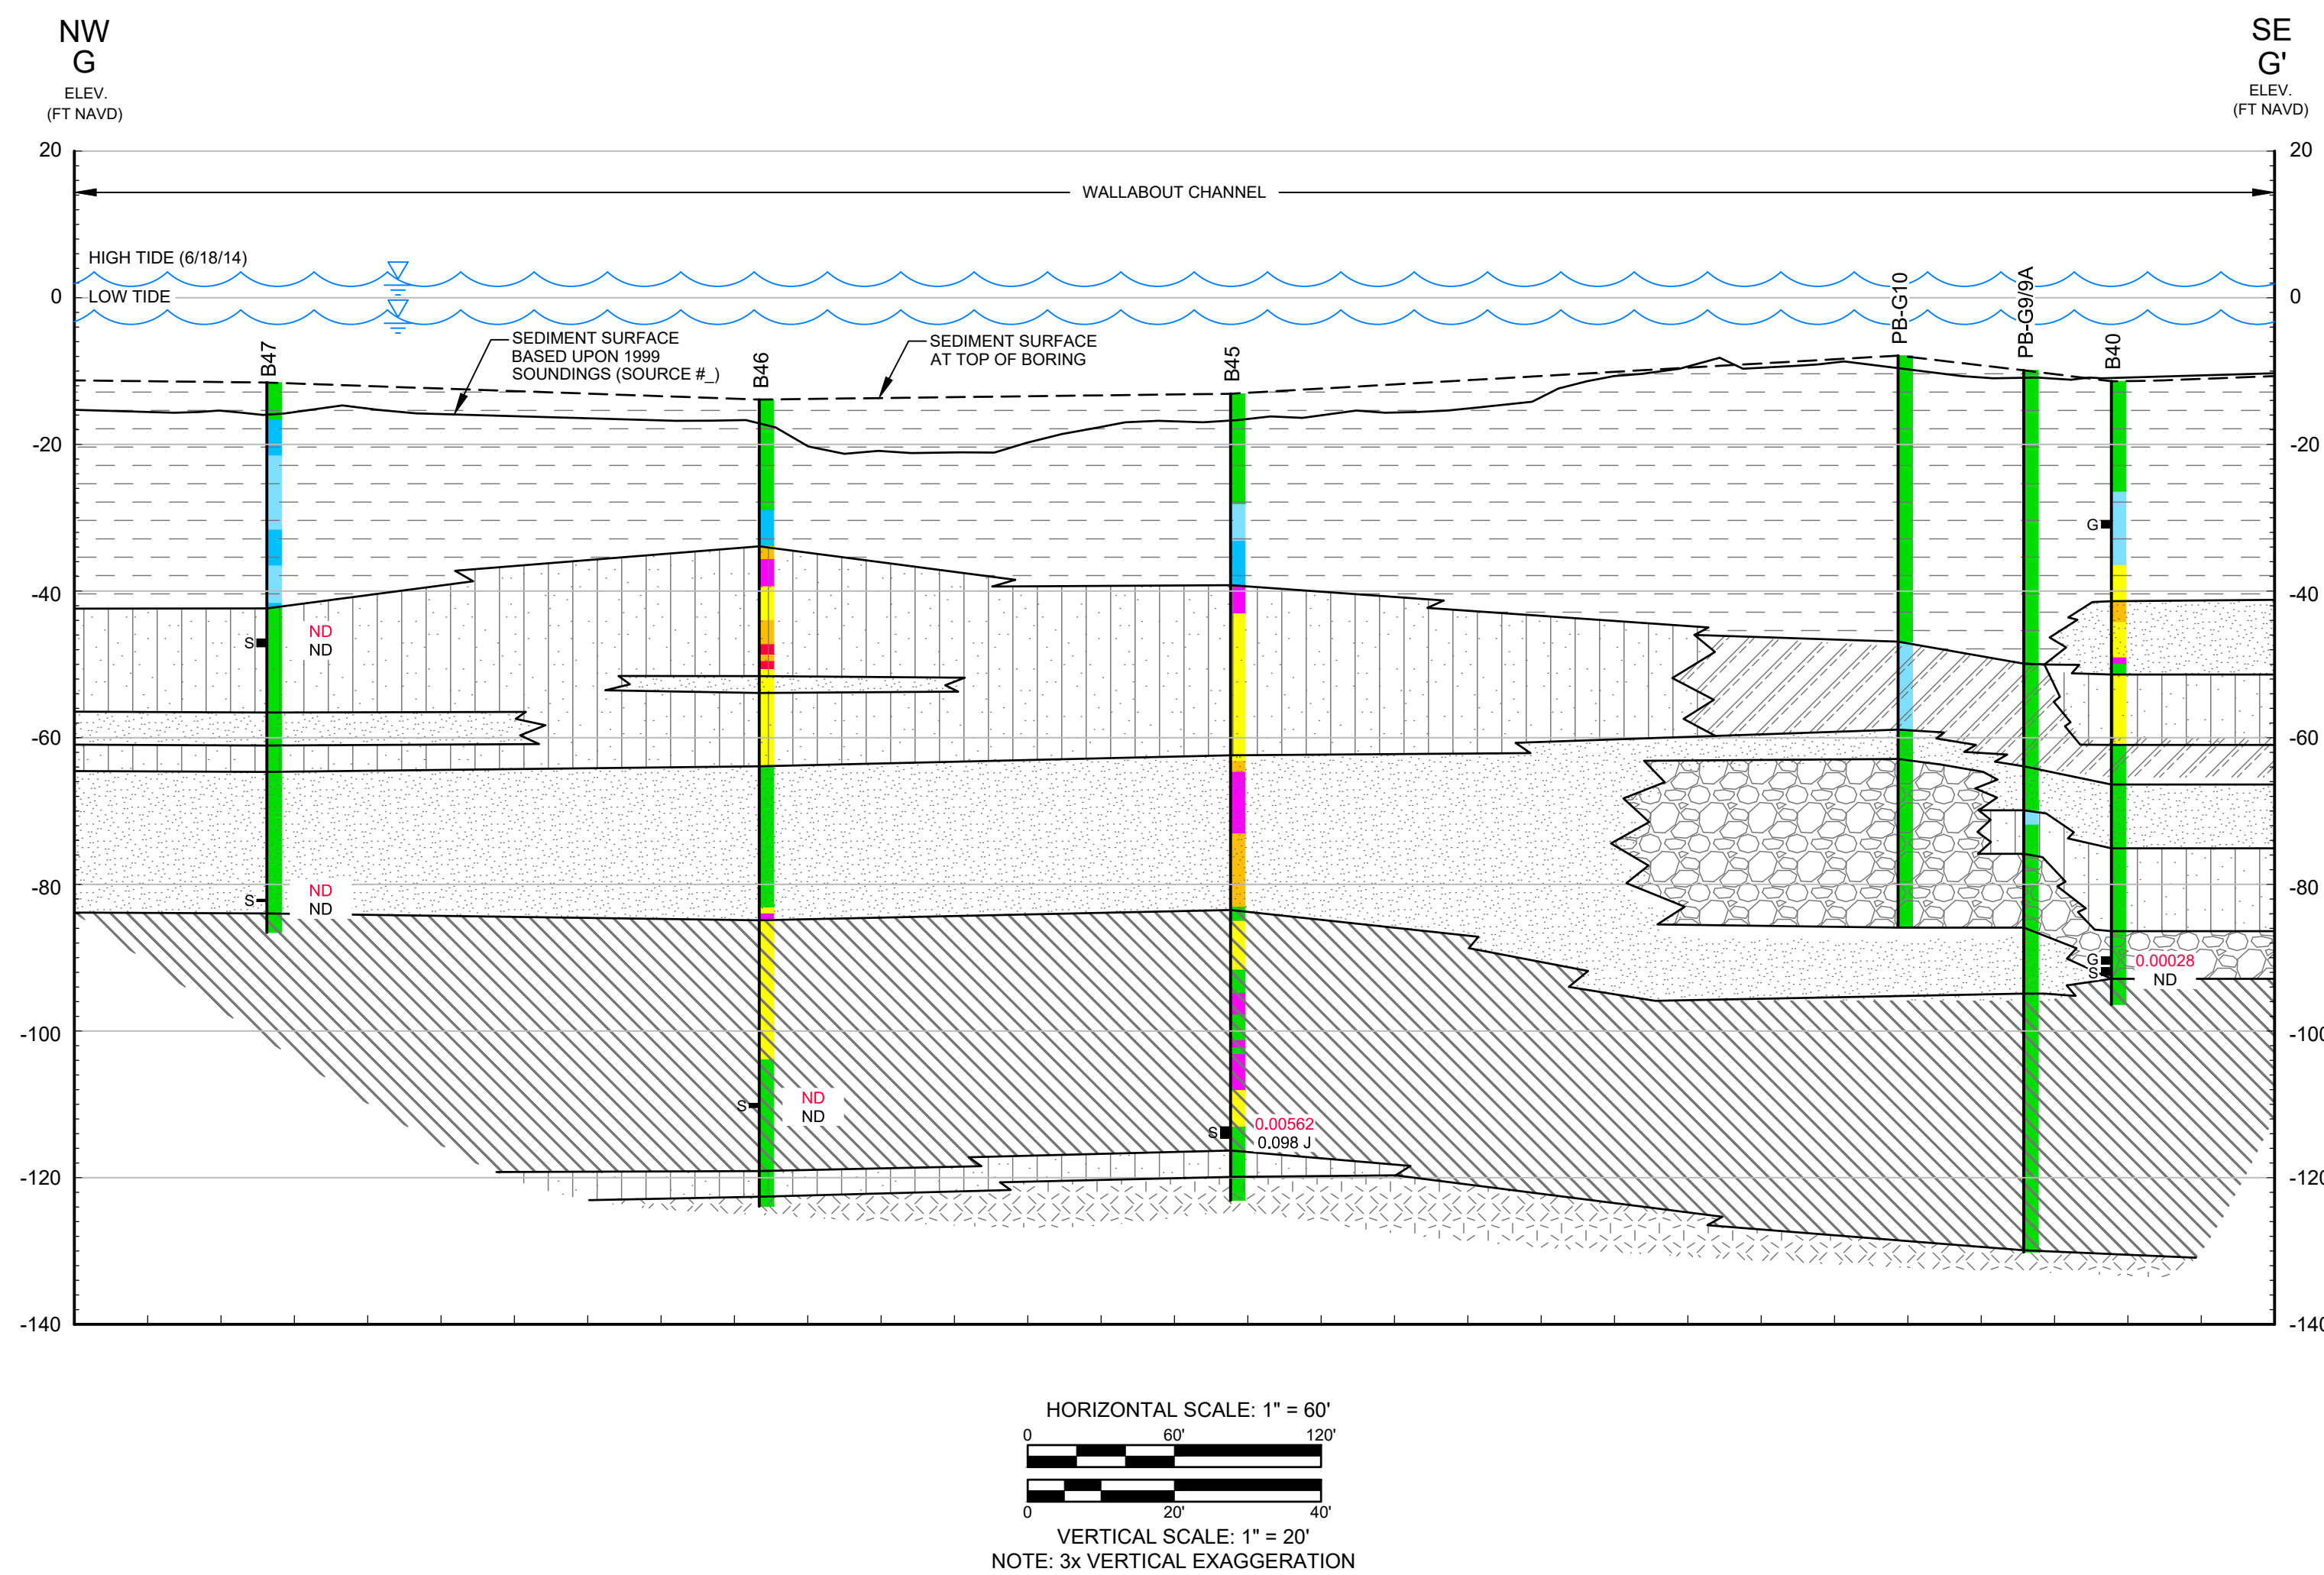 NW
G
ELEV.
(FT NAVD)
SE
G'
ELEV.
(FT NAVD)
20
20
WALLABOUT CHANNEL
HIGH TIDE (6/18/14)
0
LOW TIDE
0
PB-G10
PB-G9/9A
SEDIMENT SURFACE
BASED UPON 1999
SOUNDINGS (SOURCE #_)
SEDIMENT SURFACE
AT TOP OF BORING
B47
B46
B45
B40
-20
-20
G
-40
-40
S
ND
ND
-60
-60
-80
-80
S
ND
ND
G
S
0.00028
ND
-100
-100
S
ND
ND
S
0.00562
0.098 J
-120
-120
-140
-140
HORIZONTAL SCALE: 1" = 60'
0 60' 120'
0 20' 40'
VERTICAL SCALE: 1" = 20'
NOTE: 3x VERTICAL EXAGGERATION